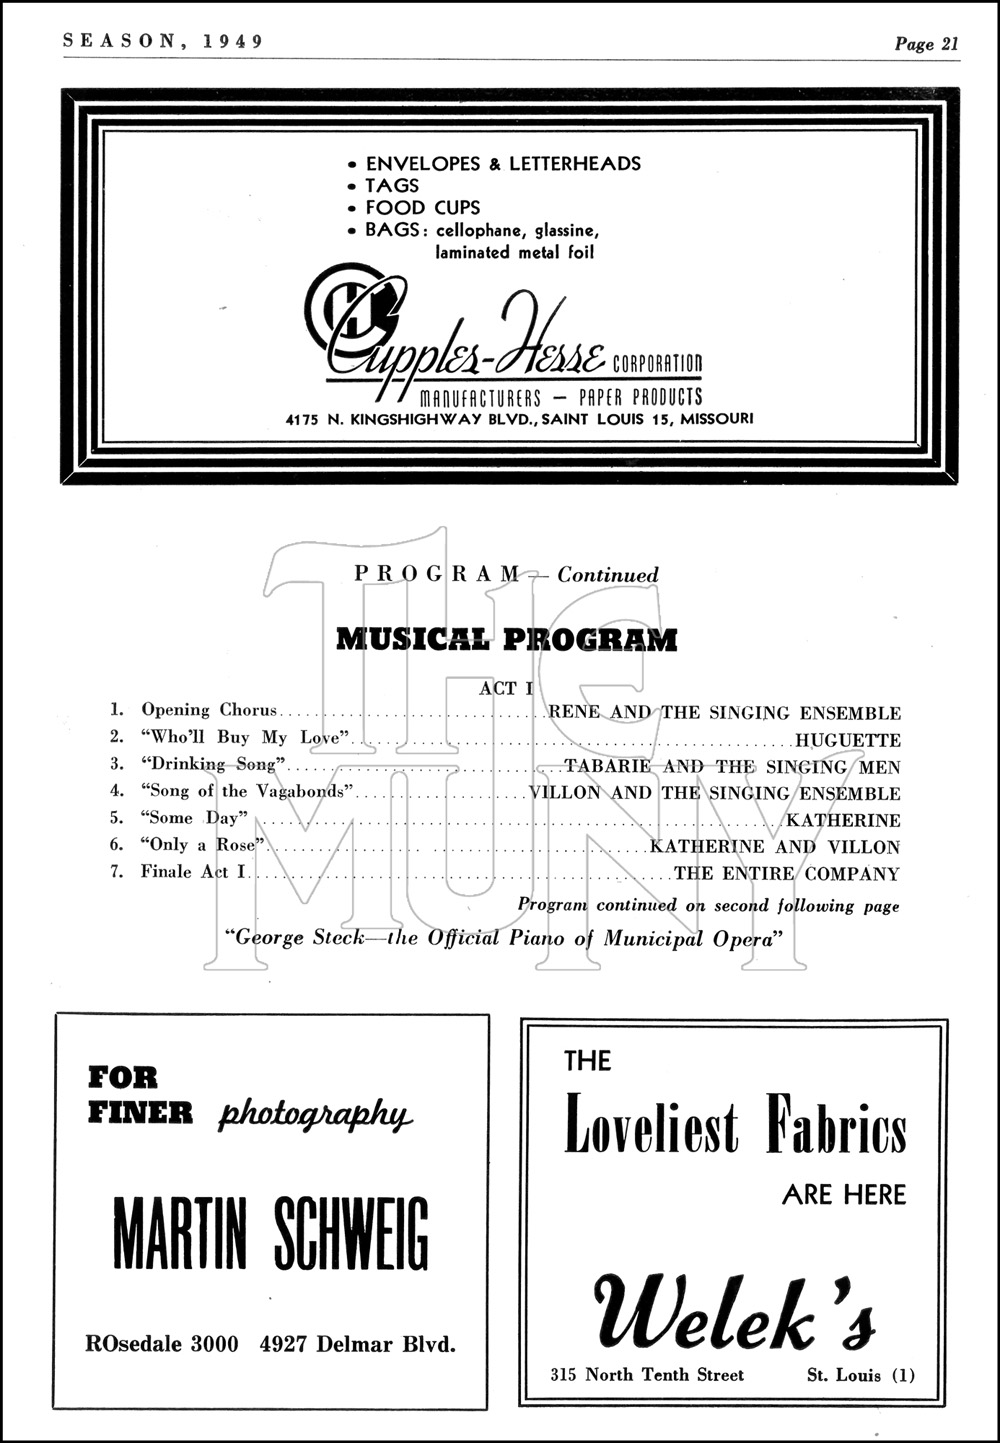 SEASON, 1949 Page 21
• ENVELOPES & LETTERHEADS
• TAGS
• FOOD CUPS
• BAGS: cellophane, glassine,
laminated metal foil
CH
Cupples-Hesse CORPORATION
MANUFACTURERS — PAPER PRODUCTS
4175 N. KINGSHIGHWAY BLVD., SAINT LOUIS 15, MISSOURI
PROGRAM — Continued
MUSICAL PROGRAM
ACT I
1. Opening Chorus RENE AND THE SINGING ENSEMBLE
2. “Who’ll Buy My Love” HUGUETTE
3. “Drinking Song” TABARIE AND THE SINGING MEN
4. “Song of the Vagabonds” VILLON AND THE SINGING ENSEMBLE
5. “Some Day” KATHERINE
6. “Only a Rose” KATHERINE AND VILLON
7. Finale Act I THE ENTIRE COMPANY
Program continued on second following page
“George Steck—the Official Piano of Municipal Opera”
THE
MUNY
FOR
FINER photography
MARTIN SCHWEIG
ROsedale 3000 4927 Delmar Blvd.
THE
Loveliest Fabrics
ARE HERE
Welek's
315 North Tenth Street St. Louis (1)